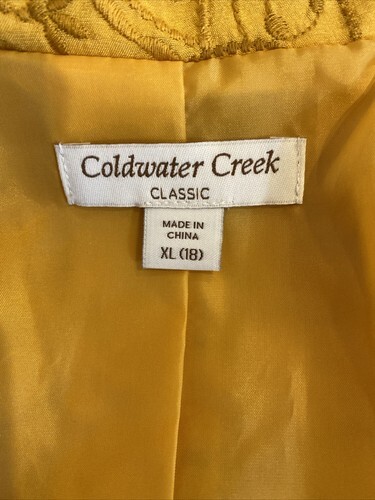 Coldwater Creek
CLASSIC
MADE IN
CHINA
XL (18)